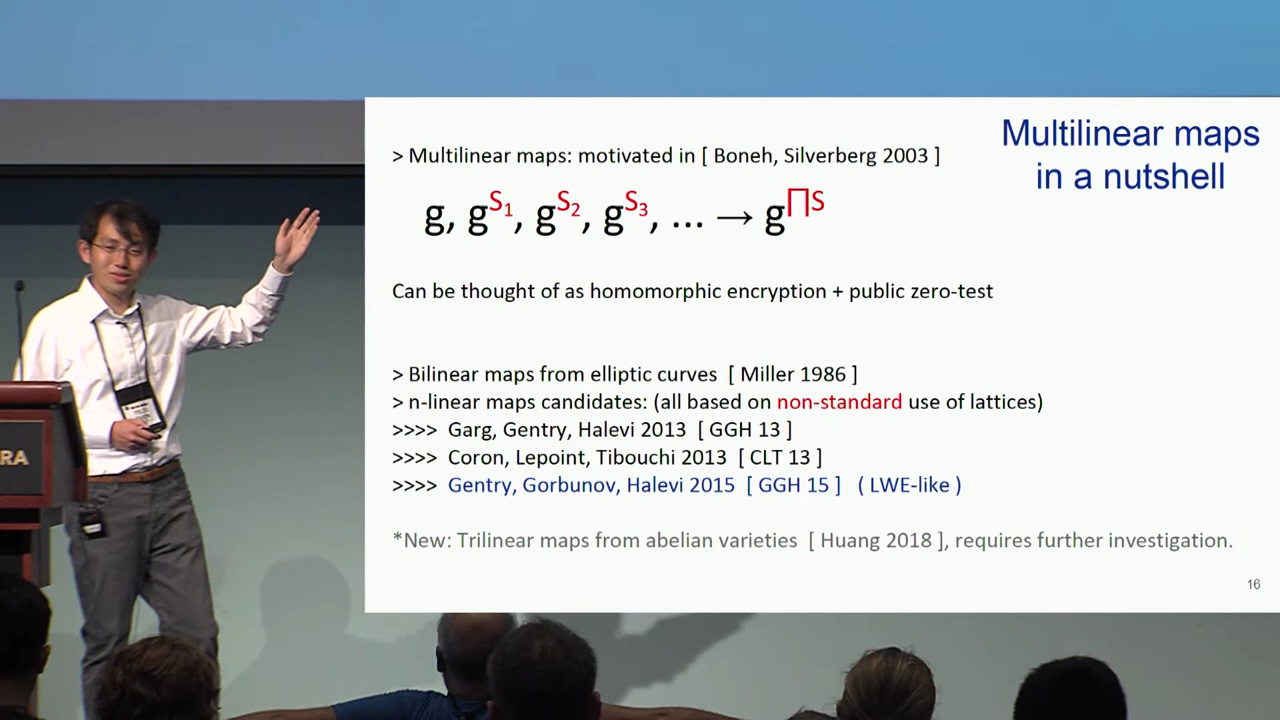 Multilinear maps
in a nutshell
> Multilinear maps: motivated in [ Boneh, Silverberg 2003 ]
g, g^S₁, g^S₂, g^S₃, ... → g^∏S
Can be thought of as homomorphic encryption + public zero-test
> Bilinear maps from elliptic curves [ Miller 1986 ]
> n-linear maps candidates: (all based on non-standard use of lattices)
>>>> Garg, Gentry, Halevi 2013 [ GGH 13 ]
>>>> Coron, Lepoint, Tibouchi 2013 [ CLT 13 ]
>>>> Gentry, Gorbunov, Halevi 2015 [ GGH 15 ] ( LWE-like )
*New: Trilinear maps from abelian varieties [ Huang 2018 ], requires further investigation.
16
RA